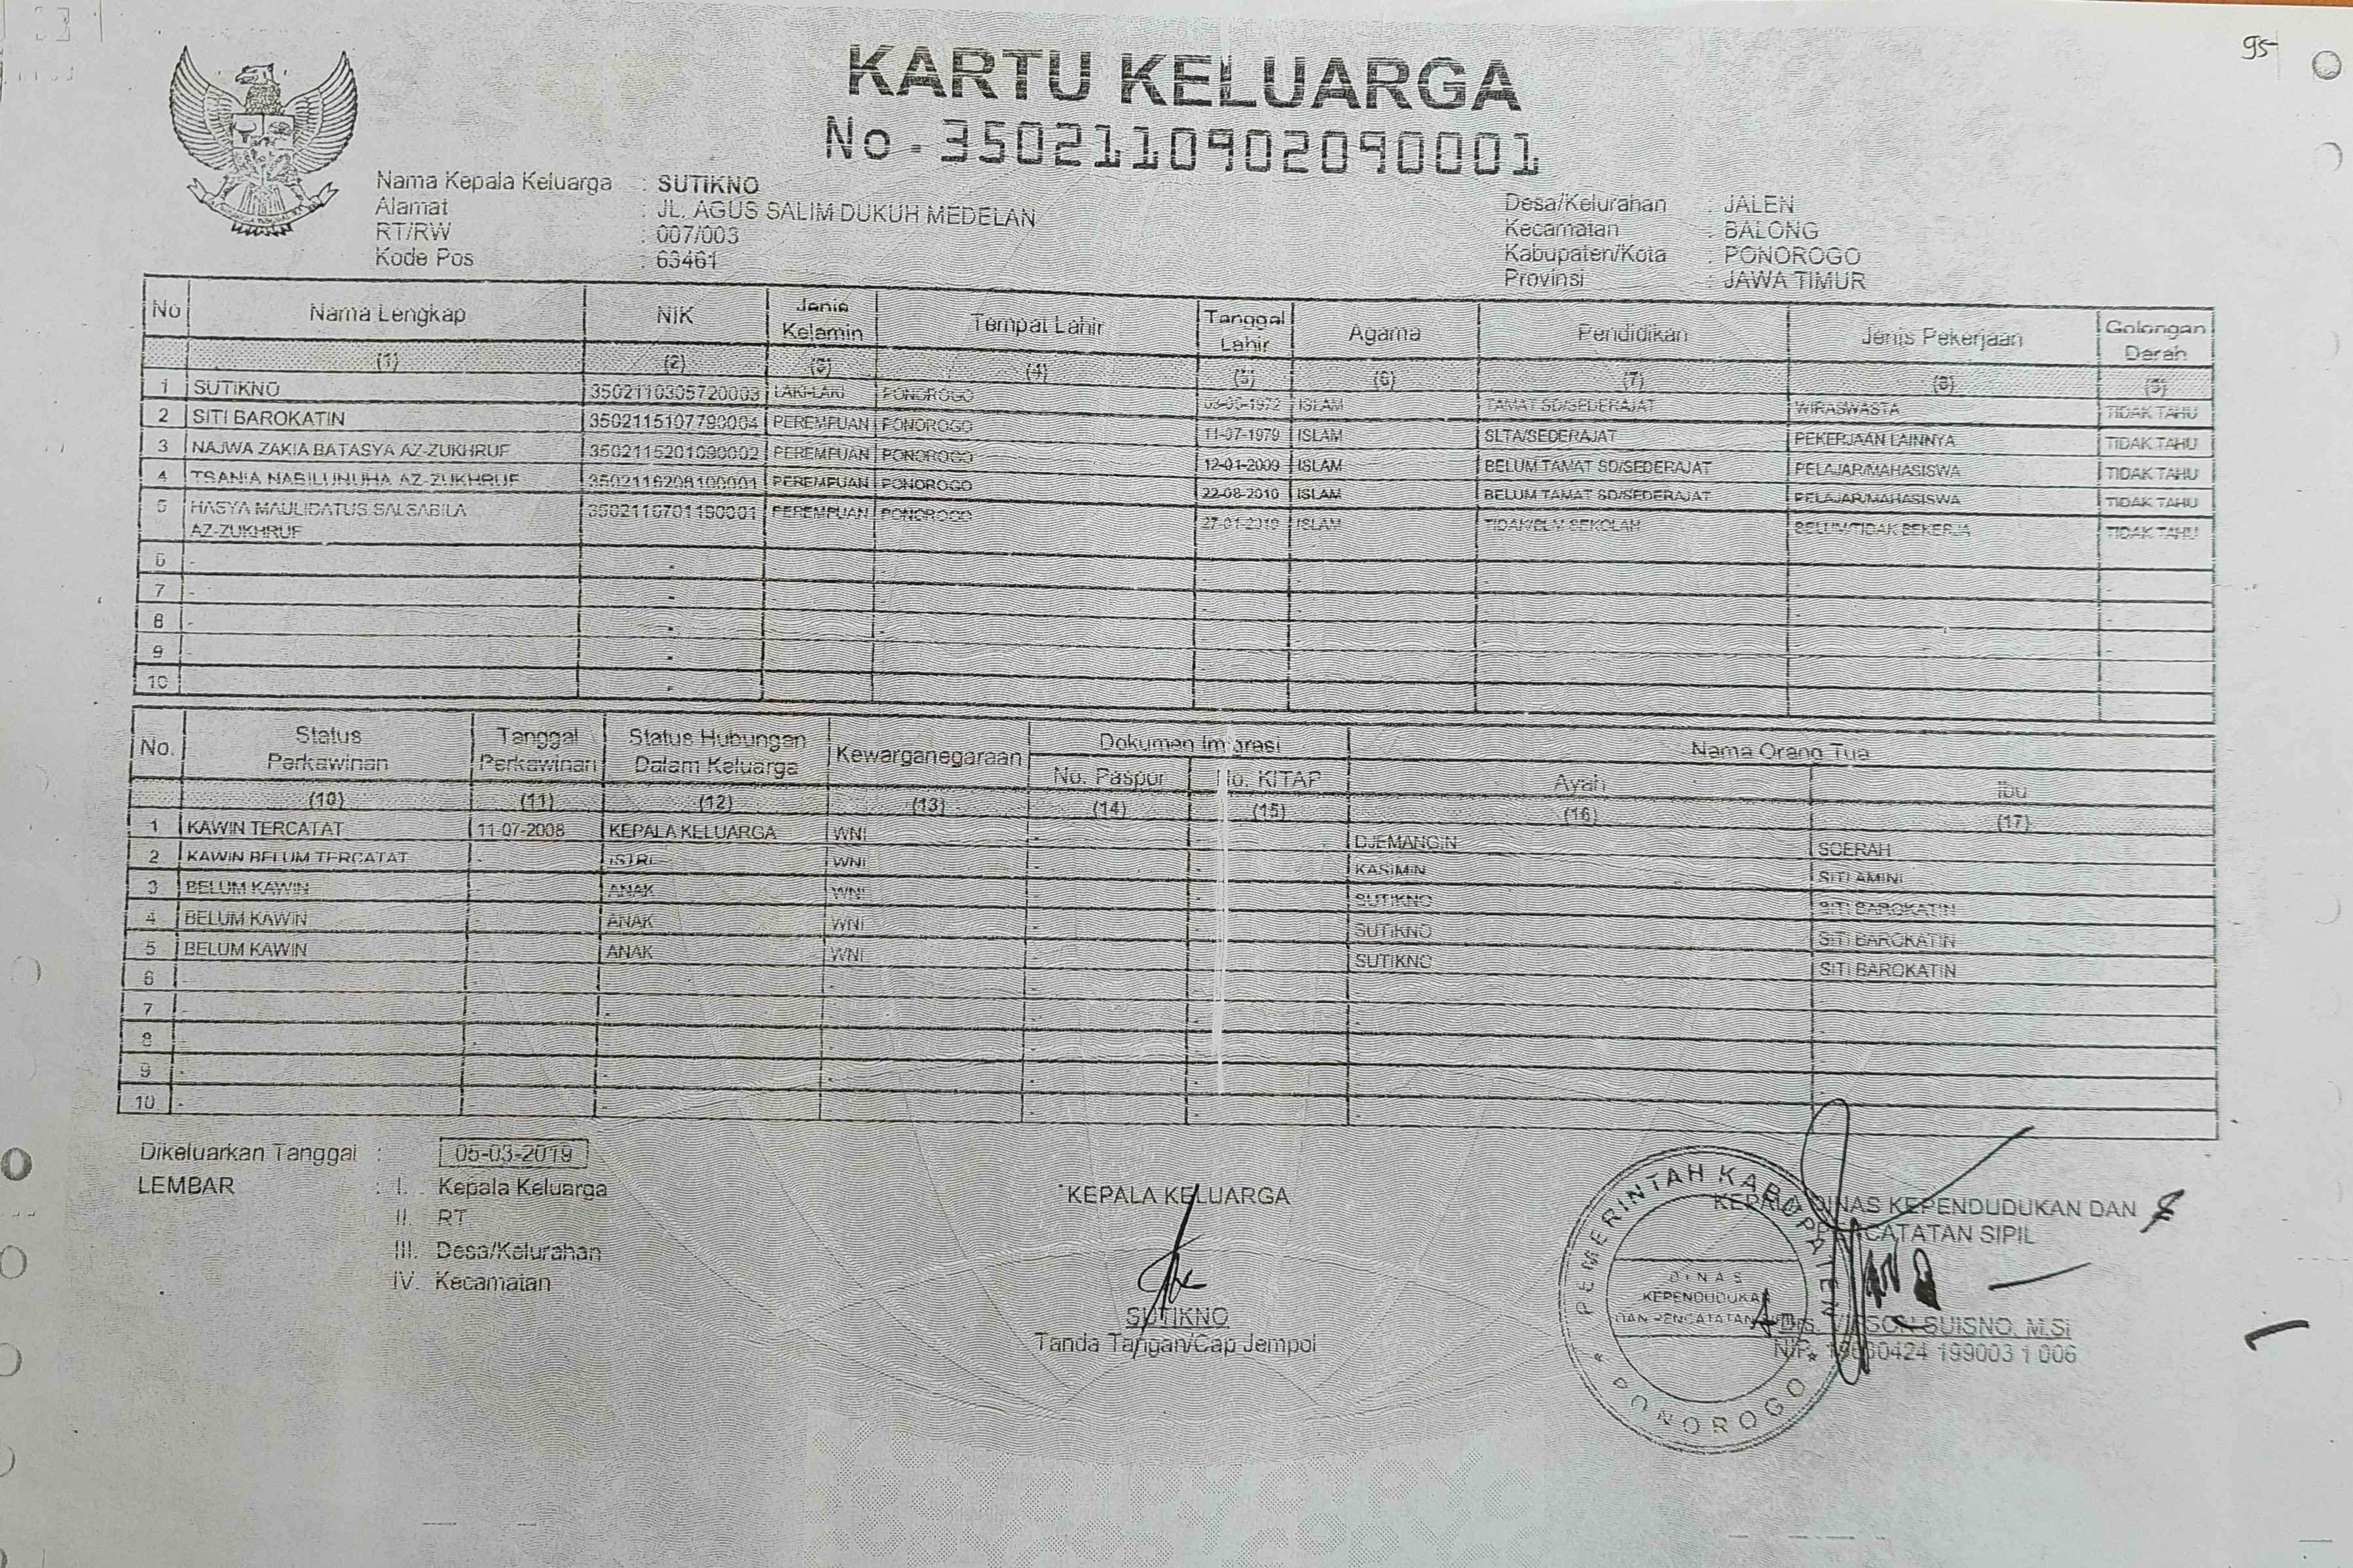 95
KARTU KELUARGA
No. 3502110902090001
Nama Kepala Keluarga : SUTIKNO
Alamat : JL. AGUS SALIM DUKUH MEDELAN
RT/RW : 007/003
Kode Pos : 63461
Desa/Kelurahan : JALEN
Kecamatan : BALONG
Kabupaten/Kota : PONOROGO
Provinsi : JAWA TIMUR
No Nama Lengkap NIK Jenis Kelamin Tempat Lahir Tanggal Lahir Agama Pendidikan Jenis Pekerjaan Golongan Darah
(1) (2) (3) (4) (5) (6) (7) (8) (9)
1 SUTIKNO 3502110305720003 LAKI-LAKI PONOROGO ISLAM TAMAT SD/SEDERAJAT WIRASWASTA TIDAK TAHU
2 SITI BAROKATIN 3502115107790004 PEREMPUAN PONOROGO 11-07-1979 ISLAM SLTA/SEDERAJAT PEKERJAAN LAINNYA TIDAK TAHU
3 NAJWA ZAKIA BATASYA AZ-ZUKHRUF 3502115201090002 PEREMPUAN PONOROGO 12-01-2009 ISLAM BELUM TAMAT SD/SEDERAJAT PELAJAR/MAHASISWA TIDAK TAHU
4 TSANIA NABILUNUHA AZ-ZUKHRUF 3502116208100001 PEREMPUAN PONOROGO 22-08-2010 ISLAM BELUM TAMAT SD/SEDERAJAT PELAJAR/MAHASISWA TIDAK TAHU
5 HASYA MAULIDATUS SALSABILA 3502116701190001 PEREMPUAN PONOROGO 27-01-2019 ISLAM TIDAK/BLM SEKOLAH BELUM/TIDAK BEKERJA TIDAK TAHU
AZ-ZUKHRUF
6 - - - - - - - -
7 - - - - - - - -
8 - - - - - - - -
9 - -
10 -
No. Status Perkawinan Tanggal Perkawinan Status Hubungan Dalam Keluarga Kewarganegaraan Dokumen Imigrasi Nama Orang Tua
No. Paspor No. KITAP Ayah Ibu
(10) (11) (12) (13) (14) (15) (16) (17)
1 KAWIN TERCATAT 11-07-2008 KEPALA KELUARGA WNI - - DJEMANGIN SOERAH
2 KAWIN BELUM TERCATAT - ISTRI WNI - - KASIMIN SITI AMINI
3 BELUM KAWIN - ANAK WNI - - SUTIKNO SITI BAROKATIN
4 BELUM KAWIN - ANAK WNI - - SUTIKNO SITI BAROKATIN
5 BELUM KAWIN - ANAK WNI - - SUTIKNO SITI BAROKATIN
6 - - - - - - -
7 - - - - - - -
8 - - - - - - -
9 - - - - - -
10 - - - - -
Dikeluarkan Tanggal : 05-03-2019
LEMBAR : I. Kepala Keluarga
II. RT
III. Desa/Kelurahan
IV. Kecamatan
KEPALA KELUARGA
SUTIKNO
Tanda Tangan/Cap Jempol
KEPALA DINAS KEPENDUDUKAN DAN
PENCATATAN SIPIL
SUISNO, M.Si
NIP. 199003 1 006
PEMERINTAH KABUPATEN
DINAS
KEPENDUDUKAN
DAN PENCATATAN
* PONOROGO *